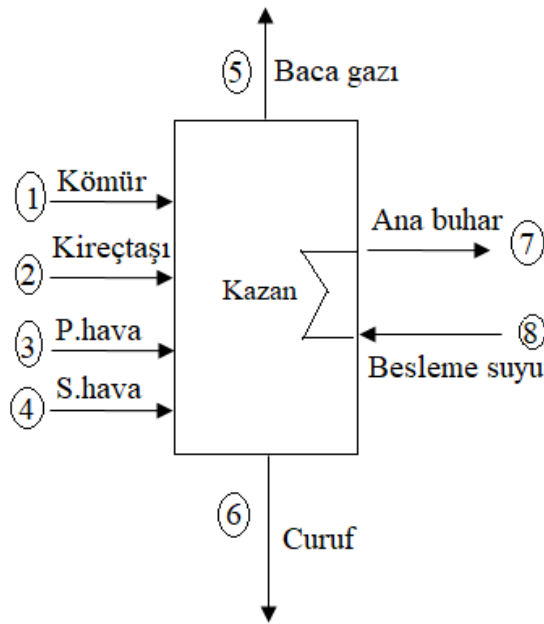 5 Baca gazı
1 Kömür
Ana buhar 7
2 Kireçtaşı
Kazan
3 P.hava
8
Besleme suyu
4 S.hava
6
Curuf